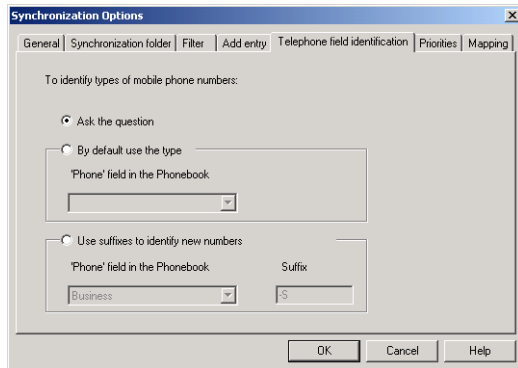 Synchronization Options
General Synchronization folder Filter Add entry Telephone field identification Priorities Mapping
To identify types of mobile phone numbers:
Ask the question
By default use the type
'Phone' field in the Phonebook
Use suffixes to identify new numbers
'Phone' field in the Phonebook Suffix
Business -S
OK Cancel Help